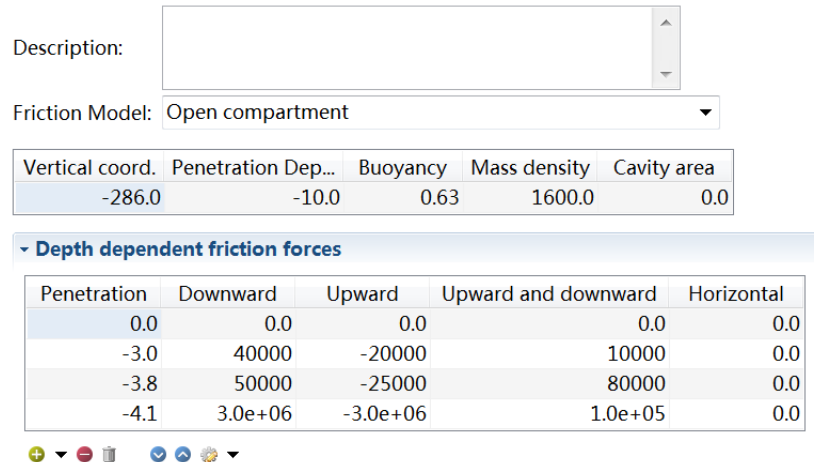 Description:
Friction Model: Open compartment
Vertical coord. Penetration Dep... Buoyancy Mass density Cavity area
-286.0 -10.0 0.63 1600.0 0.0
Depth dependent friction forces
Penetration Downward Upward Upward and downward Horizontal
0.0 0.0 0.0 0.0 0.0
-3.0 40000 -20000 10000 0.0
-3.8 50000 -25000 80000 0.0
-4.1 3.0e+06 -3.0e+06 1.0e+05 0.0